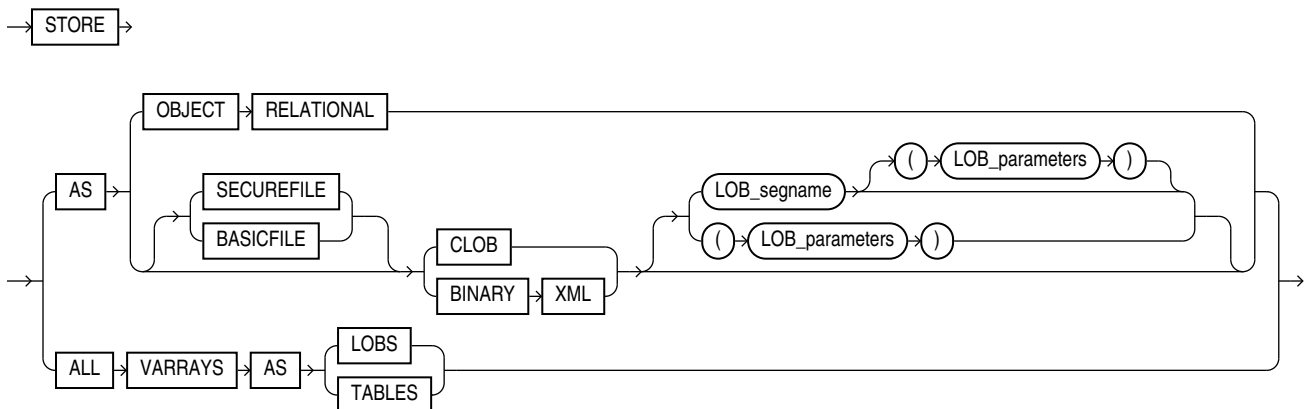 STORE
OBJECT RELATIONAL
( LOB_parameters )
AS SECUREFILE LOB_segname
BASICFILE CLOB ( LOB_parameters )
BINARY XML
LOBS
ALL VARRAYS AS
TABLES